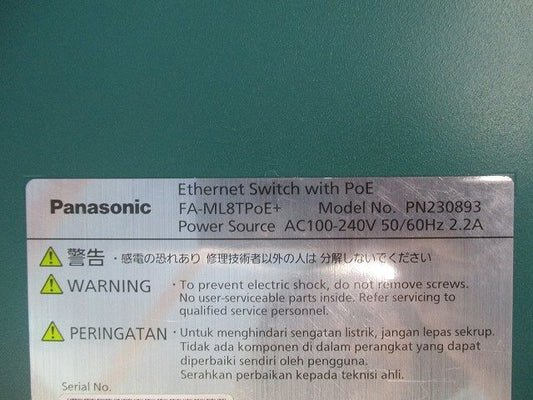 Ethernet Switch with PoE
Panasonic FA-ML8TPoE+ Model No. PN230893
Power Source AC100-240V 50/60Hz 2.2A
警告 ・感電の恐れあり 修理技術者以外の人は 分解しないでください
WARNING ・To prevent electric shock, do not remove screws.
No user-serviceable parts inside. Refer servicing to
qualified service personnel.
PERINGATAN ・Untuk menghindari sengatan listrik, jangan lepas sekrup.
Tidak ada komponen di dalam perangkat yang dapat
diperbaiki sendiri oleh pengguna.
Serahkan perbaikan kepada teknisi ahli.
Serial No.